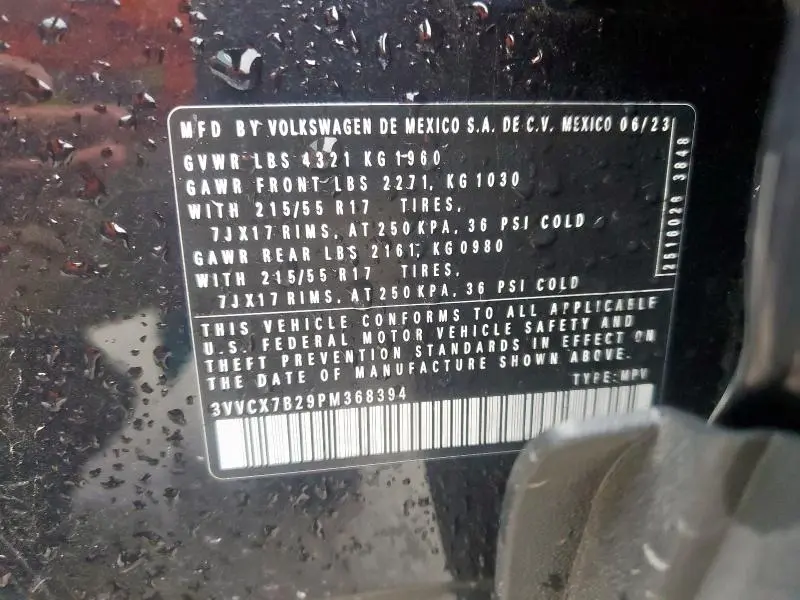 MFD BY VOLKSWAGEN DE MEXICO S.A. DE C.V. MEXICO 06/23
GVWR LBS 4321 KG 1960
GAWR FRONT LBS 2271, KG 1030
WITH 215/55 R17 TIRES,
7JX17 RIMS, AT 250 KPA, 36 PSI COLD
GAWR REAR LBS 2161, KG 0980
WITH 215/55 R17 TIRES,
7JX17 RIMS, AT 250 KPA, 36 PSI COLD
THIS VEHICLE CONFORMS TO ALL APPLICABLE
U.S. FEDERAL MOTOR VEHICLE SAFETY AND
THEFT PREVENTION STANDARDS IN EFFECT ON
THE DATE OF MANUFACTURE SHOWN ABOVE.
TYPE: MPV
3VVCX7B29PM368394
3848